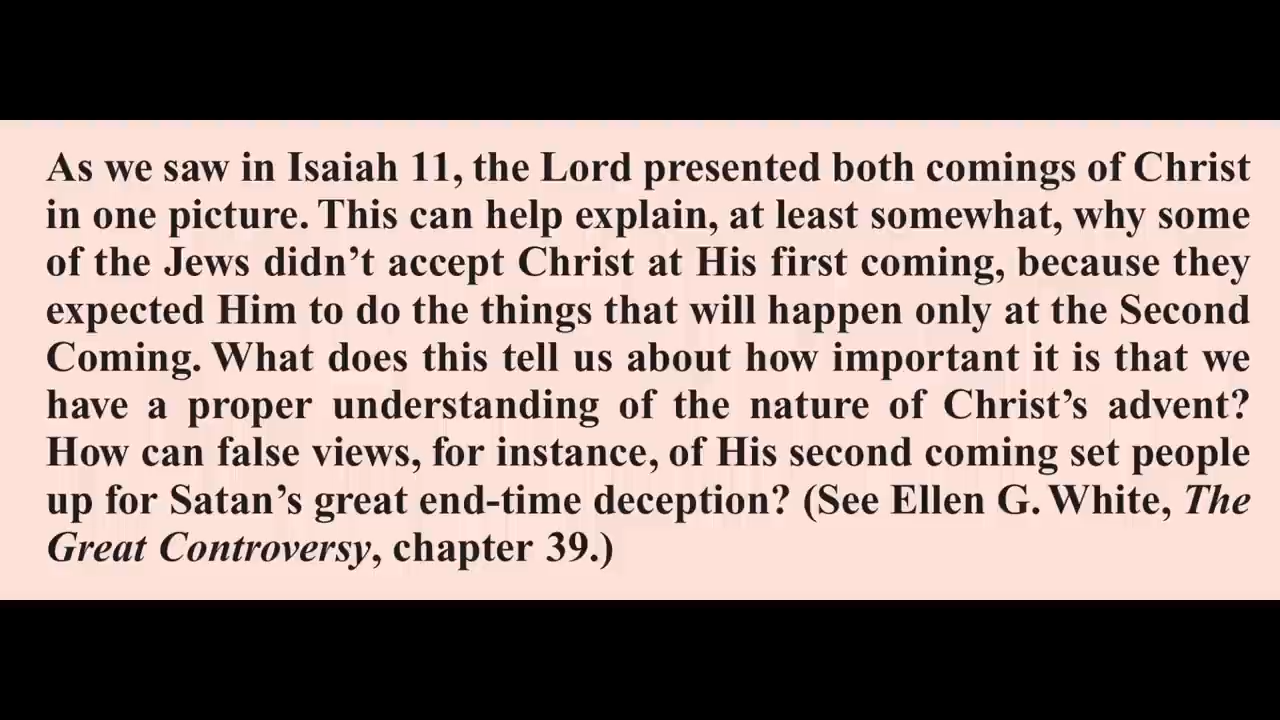 As we saw in Isaiah 11, the Lord presented both comings of Christ
in one picture. This can help explain, at least somewhat, why some
of the Jews didn’t accept Christ at His first coming, because they
expected Him to do the things that will happen only at the Second
Coming. What does this tell us about how important it is that we
have a proper understanding of the nature of Christ’s advent?
How can false views, for instance, of His second coming set people
up for Satan’s great end-time deception? (See Ellen G. White, The
Great Controversy, chapter 39.)